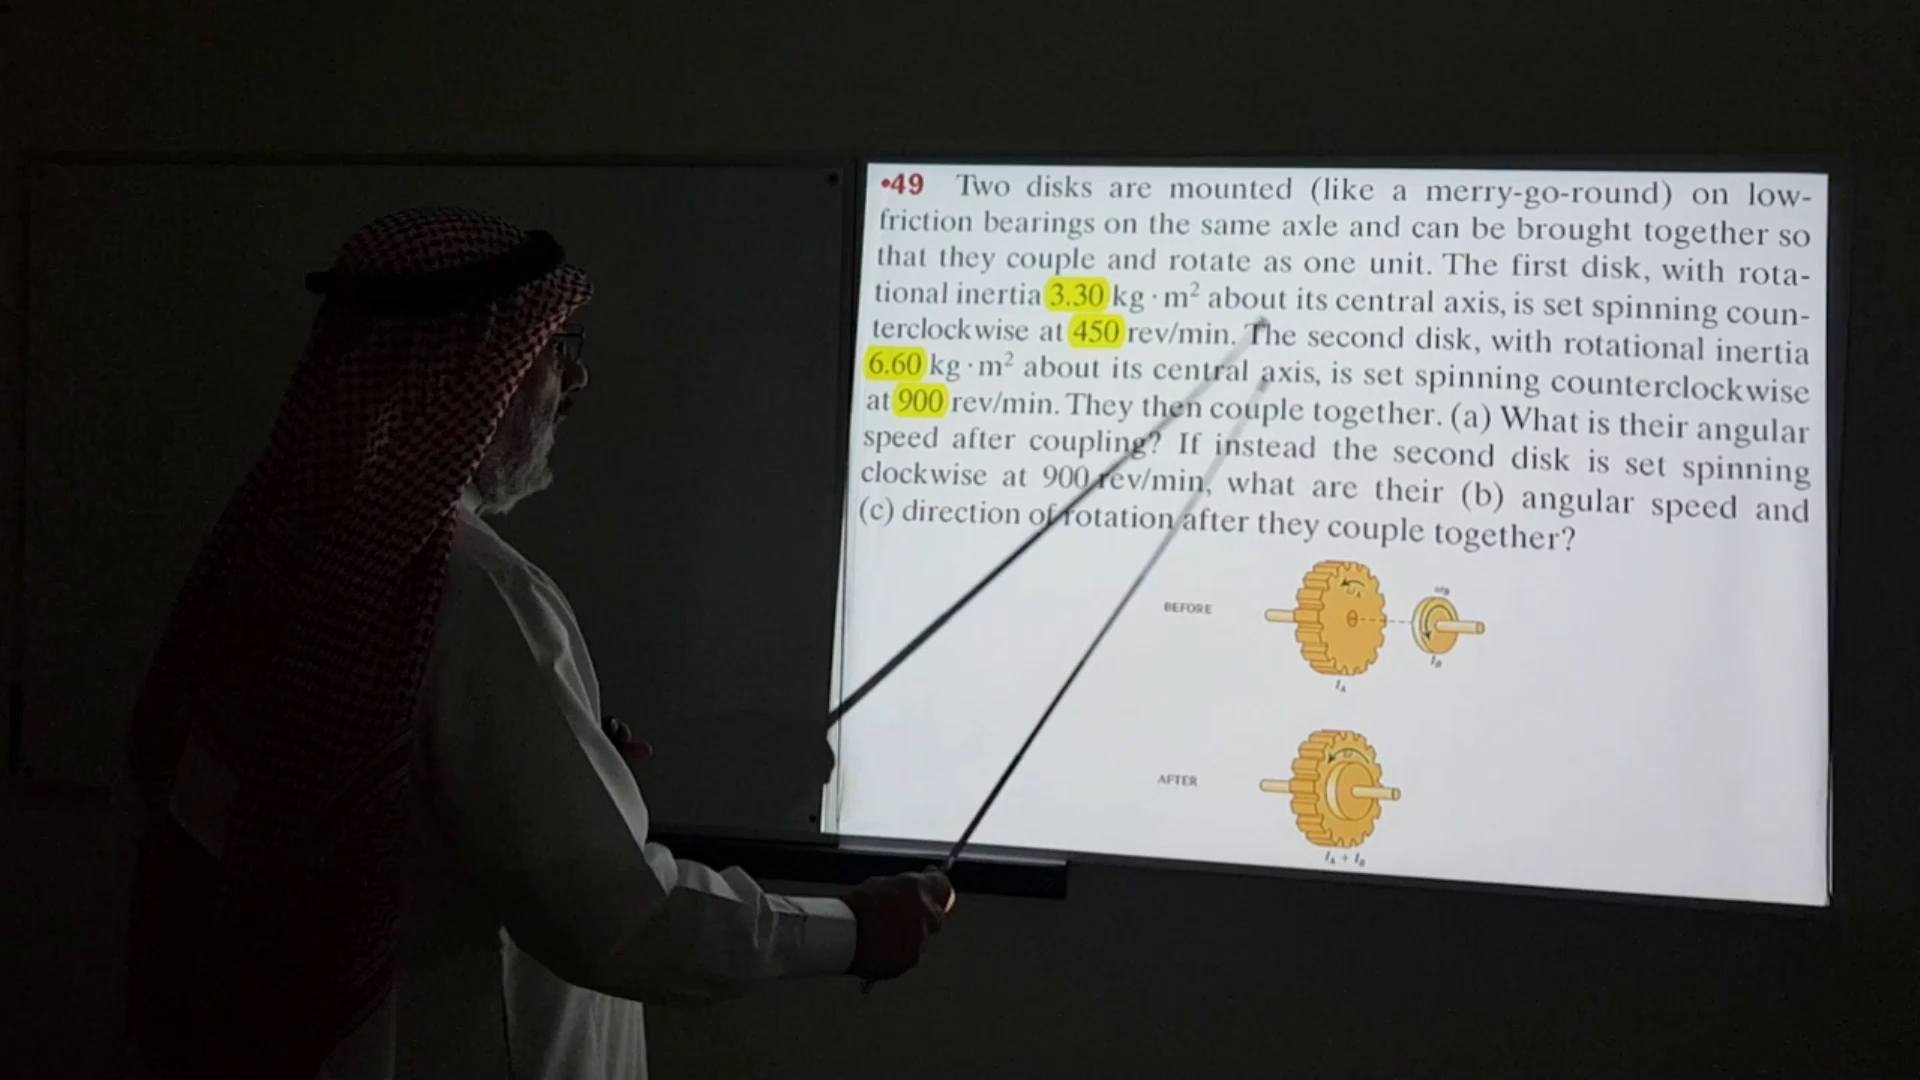 •49 Two disks are mounted (like a merry-go-round) on low-
friction bearings on the same axle and can be brought together so
that they couple and rotate as one unit. The first disk, with rota-
tional inertia 3.30 kg · m² about its central axis, is set spinning coun-
terclockwise at 450 rev/min. The second disk, with rotational inertia
6.60 kg · m² about its central axis, is set spinning counterclockwise
at 900 rev/min. They then couple together. (a) What is their angular
speed after coupling? If instead the second disk is set spinning
clockwise at 900 rev/min, what are their (b) angular speed and
(c) direction of rotation after they couple together?
BEFORE
ω_A
ω_B
I_B
I_A
AFTER
ω
I_A + I_B